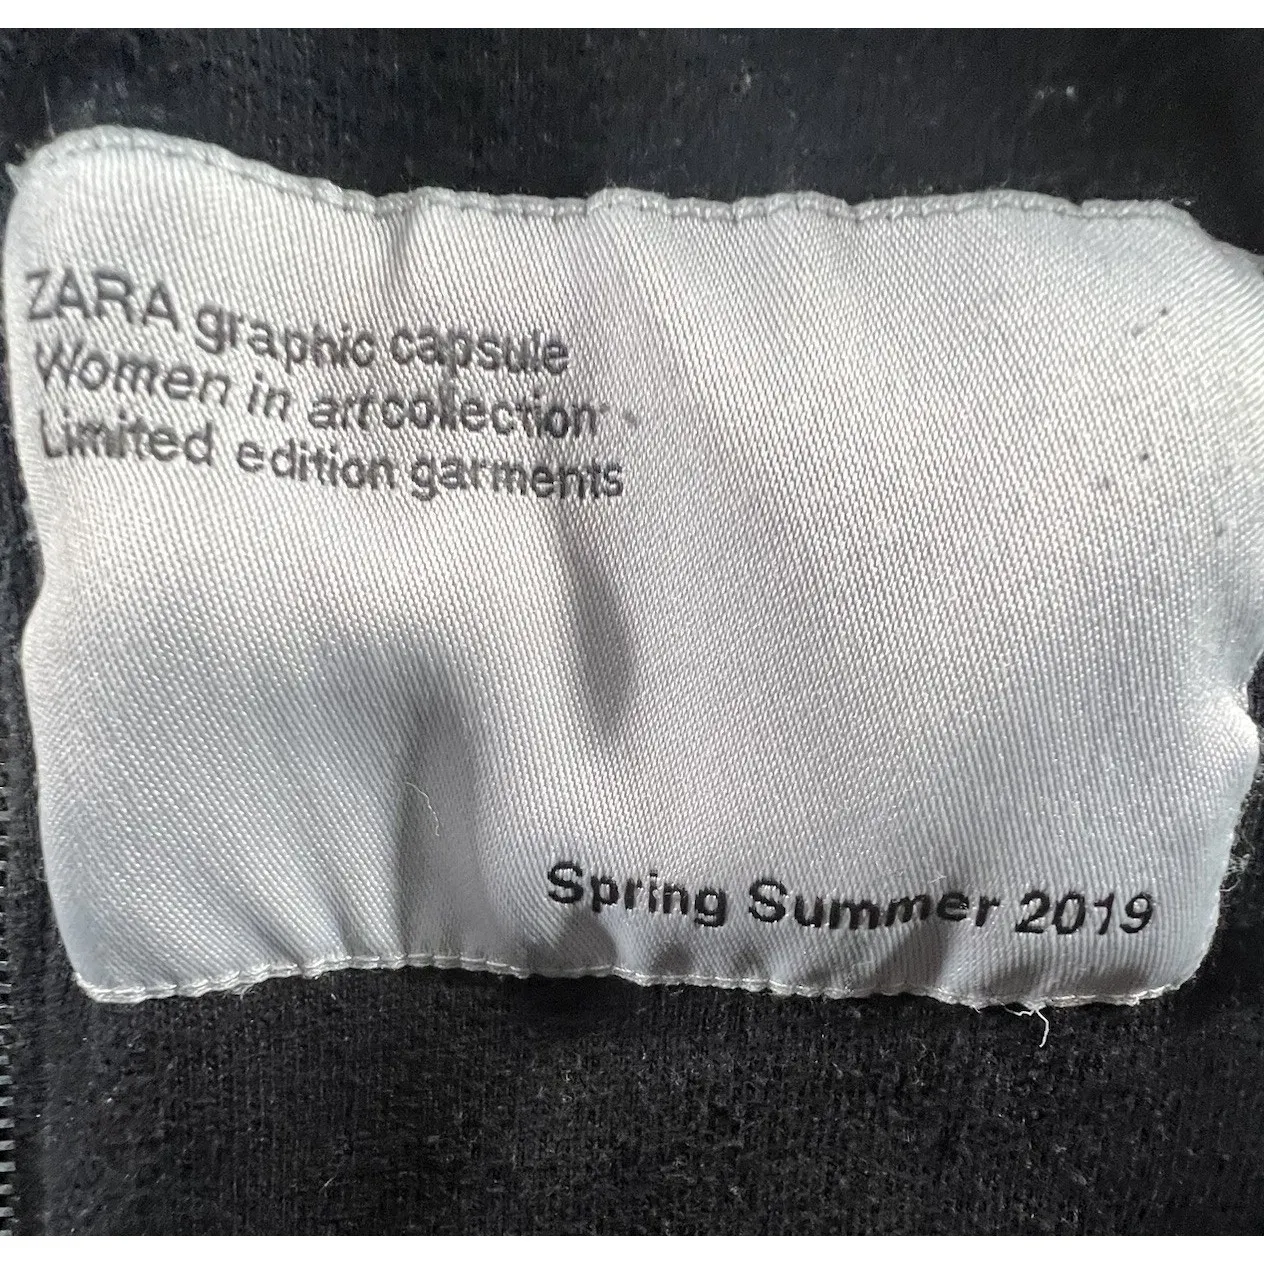 ZARA graphic capsule
Women in art collection
Limited edition garments
Spring Summer 2019